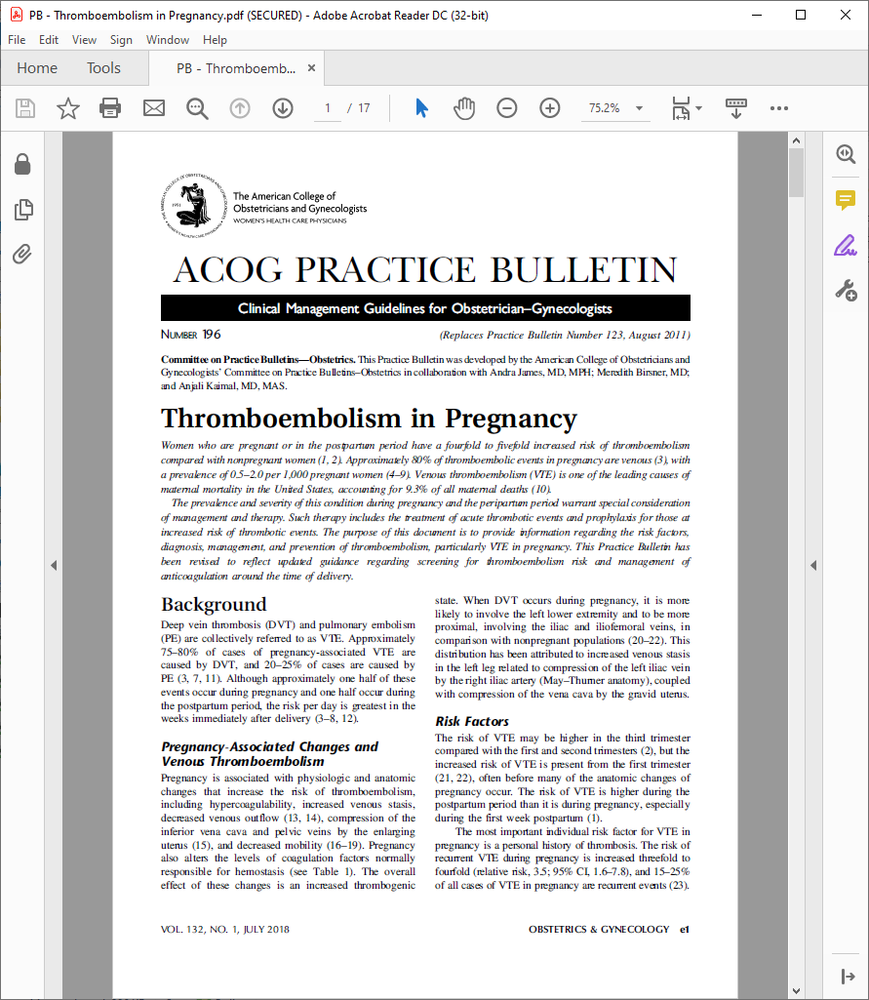 PB - Thromboembolism in Pregnancy.pdf (SECURED) - Adobe Acrobat Reader DC (32-bit)
File Edit View Sign Window Help
Home Tools PB - Thromboemb... ×
1 / 17 75.2%
The American College of
Obstetricians and Gynecologists
WOMEN'S HEALTH CARE PHYSICIANS
ACOG PRACTICE BULLETIN
Clinical Management Guidelines for Obstetrician–Gynecologists
NUMBER 196 (Replaces Practice Bulletin Number 123, August 2011)
Committee on Practice Bulletins—Obstetrics. This Practice Bulletin was developed by the American College of Obstetricians and
Gynecologists' Committee on Practice Bulletins–Obstetrics in collaboration with Andra James, MD, MPH; Meredith Birsner, MD;
and Anjali Kaimal, MD, MAS.
Thromboembolism in Pregnancy
Women who are pregnant or in the postpartum period have a fourfold to fivefold increased risk of thromboembolism
compared with nonpregnant women (1, 2). Approximately 80% of thromboembolic events in pregnancy are venous (3), with
a prevalence of 0.5–2.0 per 1,000 pregnant women (4–9). Venous thromboembolism (VTE) is one of the leading causes of
maternal mortality in the United States, accounting for 9.3% of all maternal deaths (10).
The prevalence and severity of this condition during pregnancy and the peripartum period warrant special consideration
of management and therapy. Such therapy includes the treatment of acute thrombotic events and prophylaxis for those at
increased risk of thrombotic events. The purpose of this document is to provide information regarding the risk factors,
diagnosis, management, and prevention of thromboembolism, particularly VTE in pregnancy. This Practice Bulletin has
been revised to reflect updated guidance regarding screening for thromboembolism risk and management of
anticoagulation around the time of delivery.
Background
Deep vein thrombosis (DVT) and pulmonary embolism
(PE) are collectively referred to as VTE. Approximately
75–80% of cases of pregnancy-associated VTE are
caused by DVT, and 20–25% of cases are caused by
PE (3, 7, 11). Although approximately one half of these
events occur during pregnancy and one half occur during
the postpartum period, the risk per day is greatest in the
weeks immediately after delivery (3–8, 12).
Pregnancy-Associated Changes and
Venous Thromboembolism
Pregnancy is associated with physiologic and anatomic
changes that increase the risk of thromboembolism,
including hypercoagulability, increased venous stasis,
decreased venous outflow (13, 14), compression of the
inferior vena cava and pelvic veins by the enlarging
uterus (15), and decreased mobility (16–19). Pregnancy
also alters the levels of coagulation factors normally
responsible for hemostasis (see Table 1). The overall
effect of these changes is an increased thrombogenic
state. When DVT occurs during pregnancy, it is more
likely to involve the left lower extremity and to be more
proximal, involving the iliac and iliofemoral veins, in
comparison with nonpregnant populations (20–22). This
distribution has been attributed to increased venous stasis
in the left leg related to compression of the left iliac vein
by the right iliac artery (May–Thurner anatomy), coupled
with compression of the vena cava by the gravid uterus.
Risk Factors
The risk of VTE may be higher in the third trimester
compared with the first and second trimesters (2), but the
increased risk of VTE is present from the first trimester
(21, 22), often before many of the anatomic changes of
pregnancy occur. The risk of VTE is higher during the
postpartum period than it is during pregnancy, especially
during the first week postpartum (1).
The most important individual risk factor for VTE in
pregnancy is a personal history of thrombosis. The risk of
recurrent VTE during pregnancy is increased threefold to
fourfold (relative risk, 3.5; 95% CI, 1.6–7.8), and 15–25%
of all cases of VTE in pregnancy are recurrent events (23).
VOL. 132, NO. 1, JULY 2018 OBSTETRICS & GYNECOLOGY e1